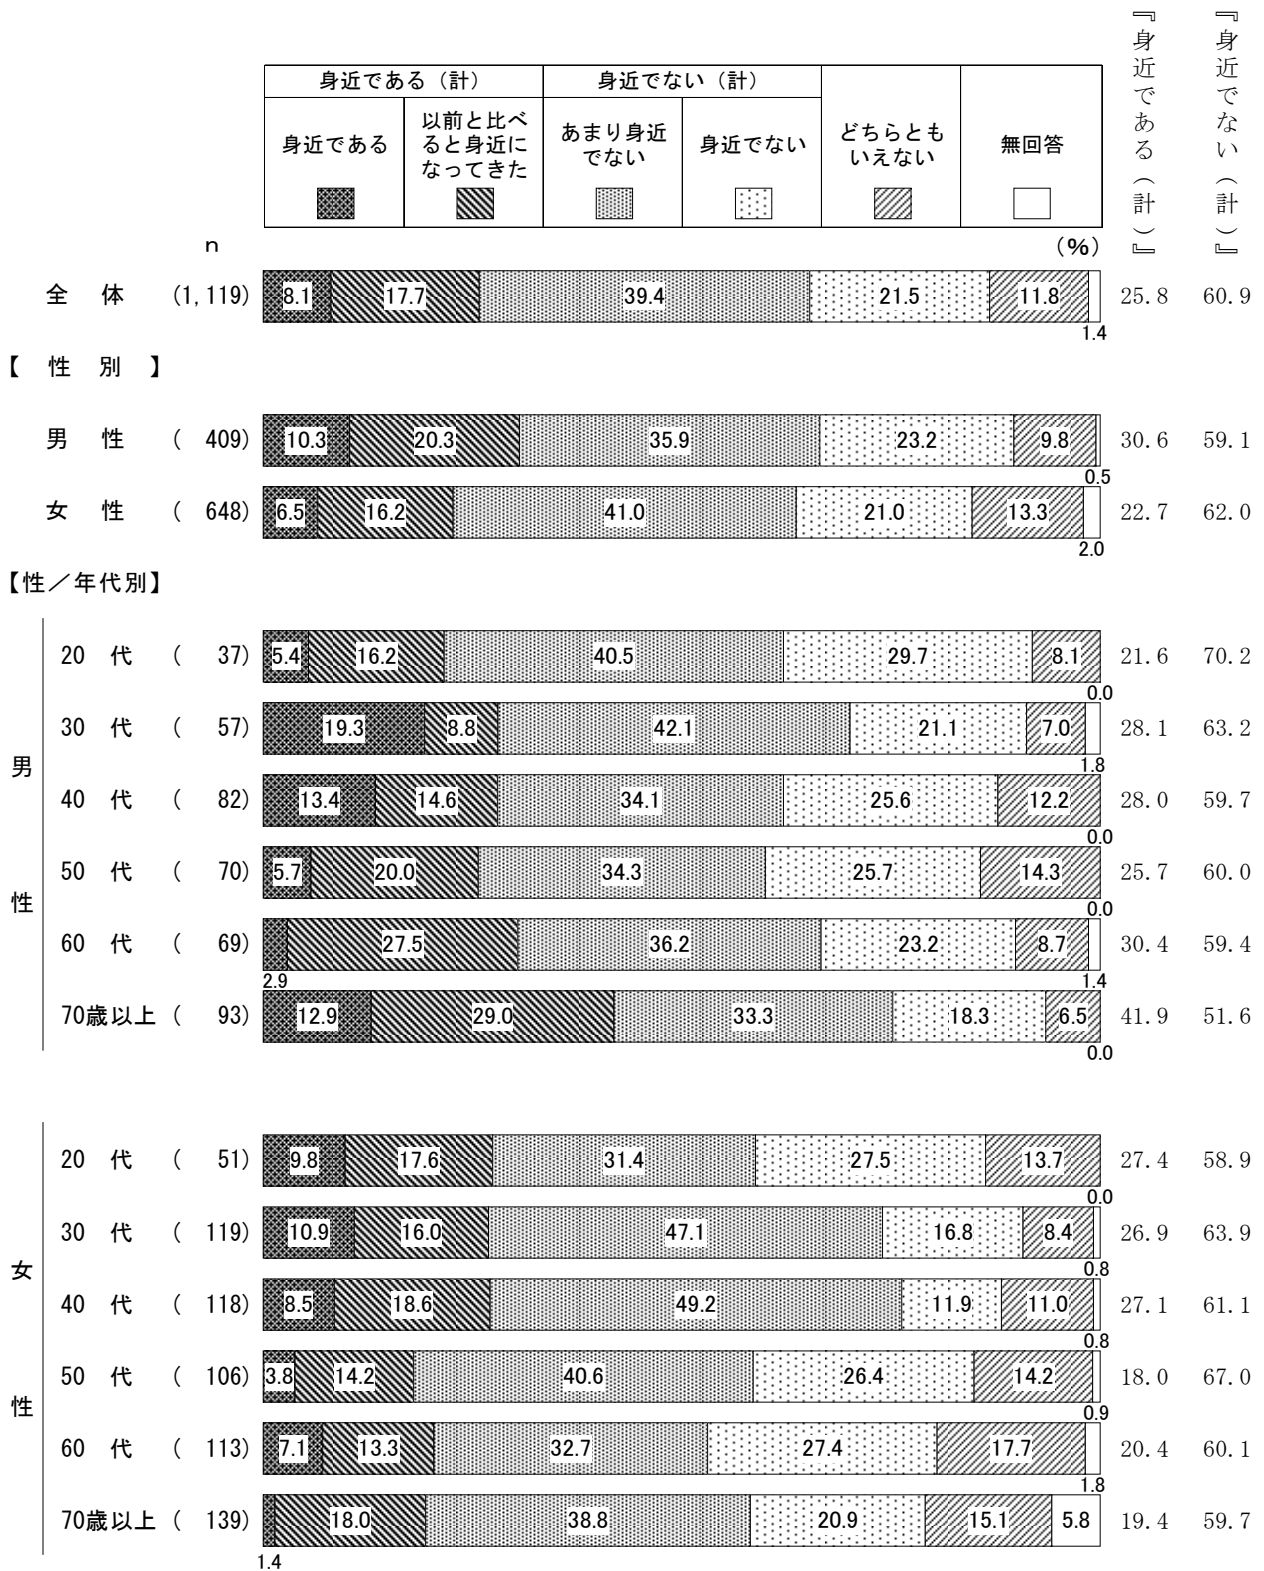 『身近である（計）』
『身近でない（計）』
身近である（計）
身近でない（計）
身近である
以前と比べ
ると身近に
なってきた
あまり身近
でない
身近でない
どちらとも
いえない
無回答
n
（%）
全 体 (1,119) 8.1 17.7 39.4 21.5 11.8 1.4 25.8 60.9
【 性 別 】
男 性 ( 409) 10.3 20.3 35.9 23.2 9.8 0.5 30.6 59.1
女 性 ( 648) 6.5 16.2 41.0 21.0 13.3 2.0 22.7 62.0
【性／年代別】
男性
20 代 ( 37) 5.4 16.2 40.5 29.7 8.1 0.0 21.6 70.2
30 代 ( 57) 19.3 8.8 42.1 21.1 7.0 1.8 28.1 63.2
40 代 ( 82) 13.4 14.6 34.1 25.6 12.2 0.0 28.0 59.7
50 代 ( 70) 5.7 20.0 34.3 25.7 14.3 0.0 25.7 60.0
60 代 ( 69) 2.9 27.5 36.2 23.2 8.7 1.4 30.4 59.4
70歳以上 ( 93) 12.9 29.0 33.3 18.3 6.5 0.0 41.9 51.6
女性
20 代 ( 51) 9.8 17.6 31.4 27.5 13.7 0.0 27.4 58.9
30 代 ( 119) 10.9 16.0 47.1 16.8 8.4 0.8 26.9 63.9
40 代 ( 118) 8.5 18.6 49.2 11.9 11.0 0.8 27.1 61.1
50 代 ( 106) 3.8 14.2 40.6 26.4 14.2 0.9 18.0 67.0
60 代 ( 113) 7.1 13.3 32.7 27.4 17.7 1.8 20.4 60.1
70歳以上 ( 139) 1.4 18.0 38.8 20.9 15.1 5.8 19.4 59.7